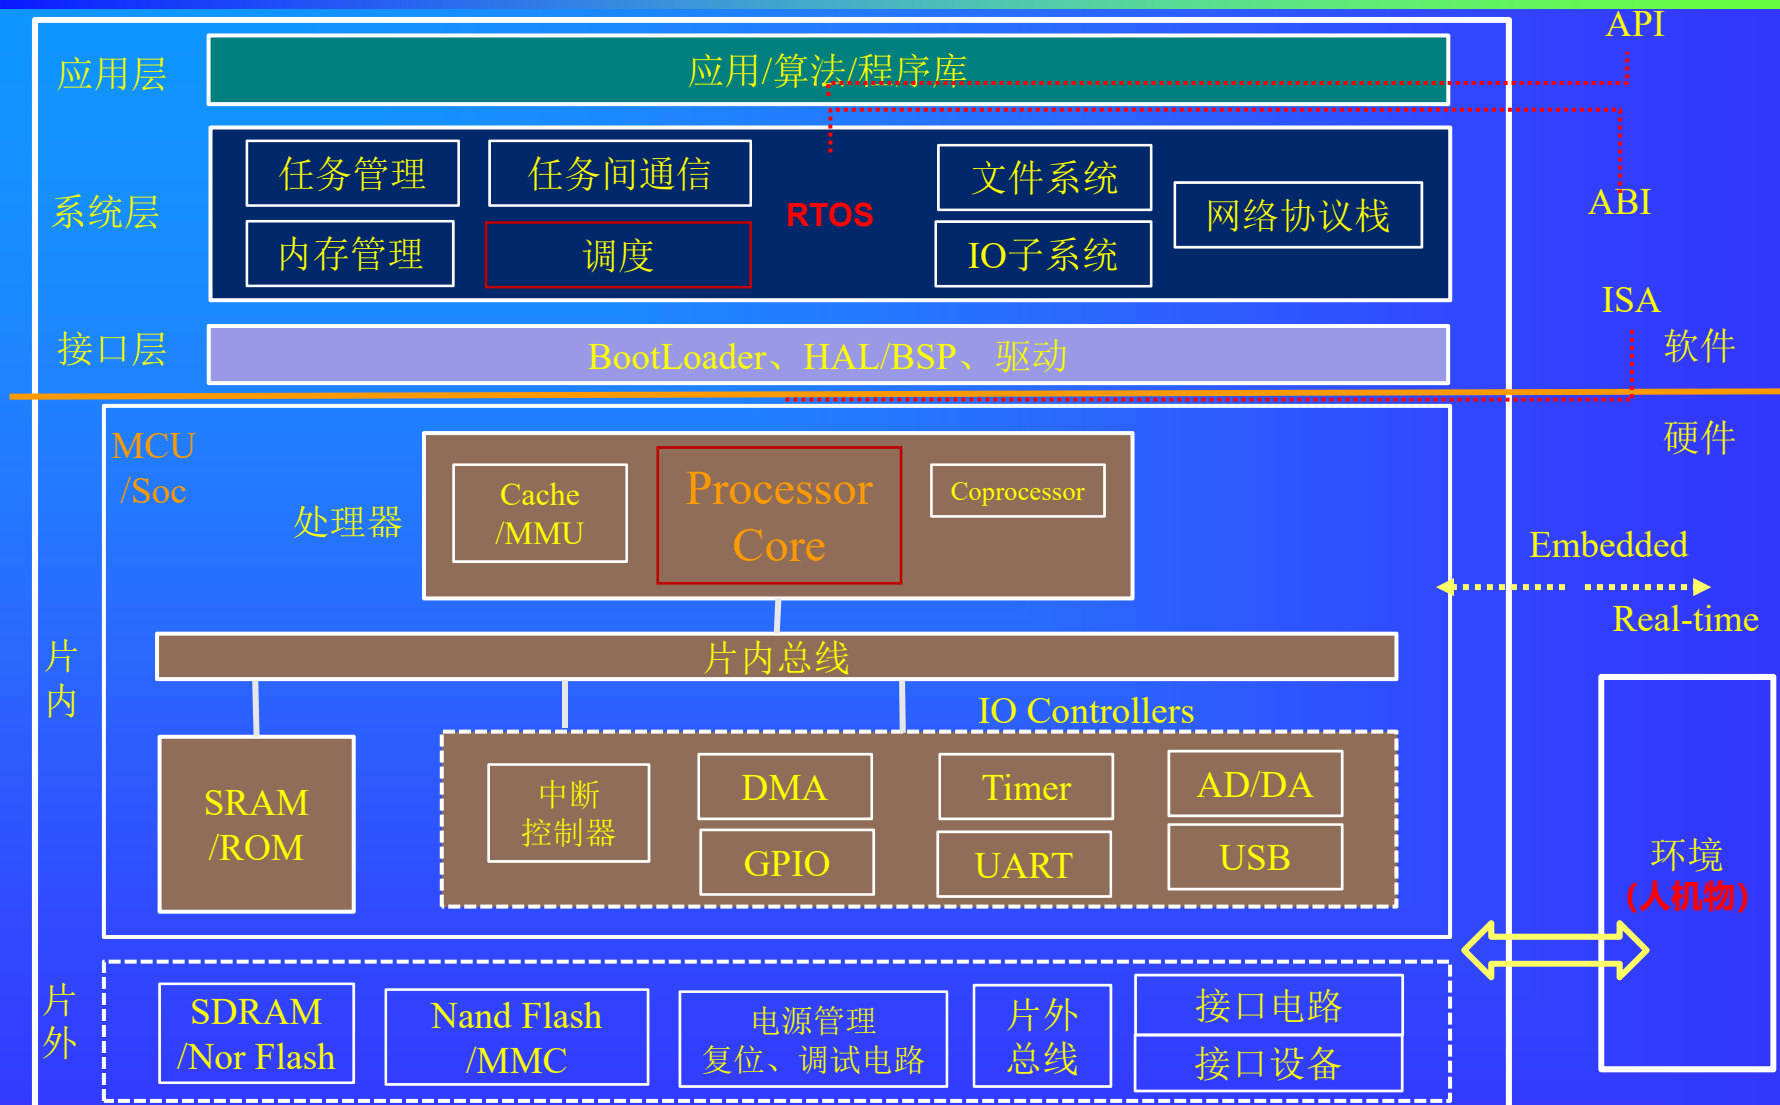 API
应用层
应用/算法/程序库
任务管理
任务间通信
文件系统
网络协议栈
系统层
RTOS
ABI
内存管理
调度
IO子系统
ISA
接口层
BootLoader、HAL/BSP、驱动
软件
硬件
MCU
/Soc
处理器
Cache
/MMU
Processor
Core
Coprocessor
Embedded
Real-time
片内总线
片
内
IO Controllers
SRAM
/ROM
中断
控制器
DMA
Timer
AD/DA
GPIO
UART
USB
环境
(人机物)
片
外
SDRAM
/Nor Flash
Nand Flash
/MMC
电源管理
复位、调试电路
片外
总线
接口电路
接口设备